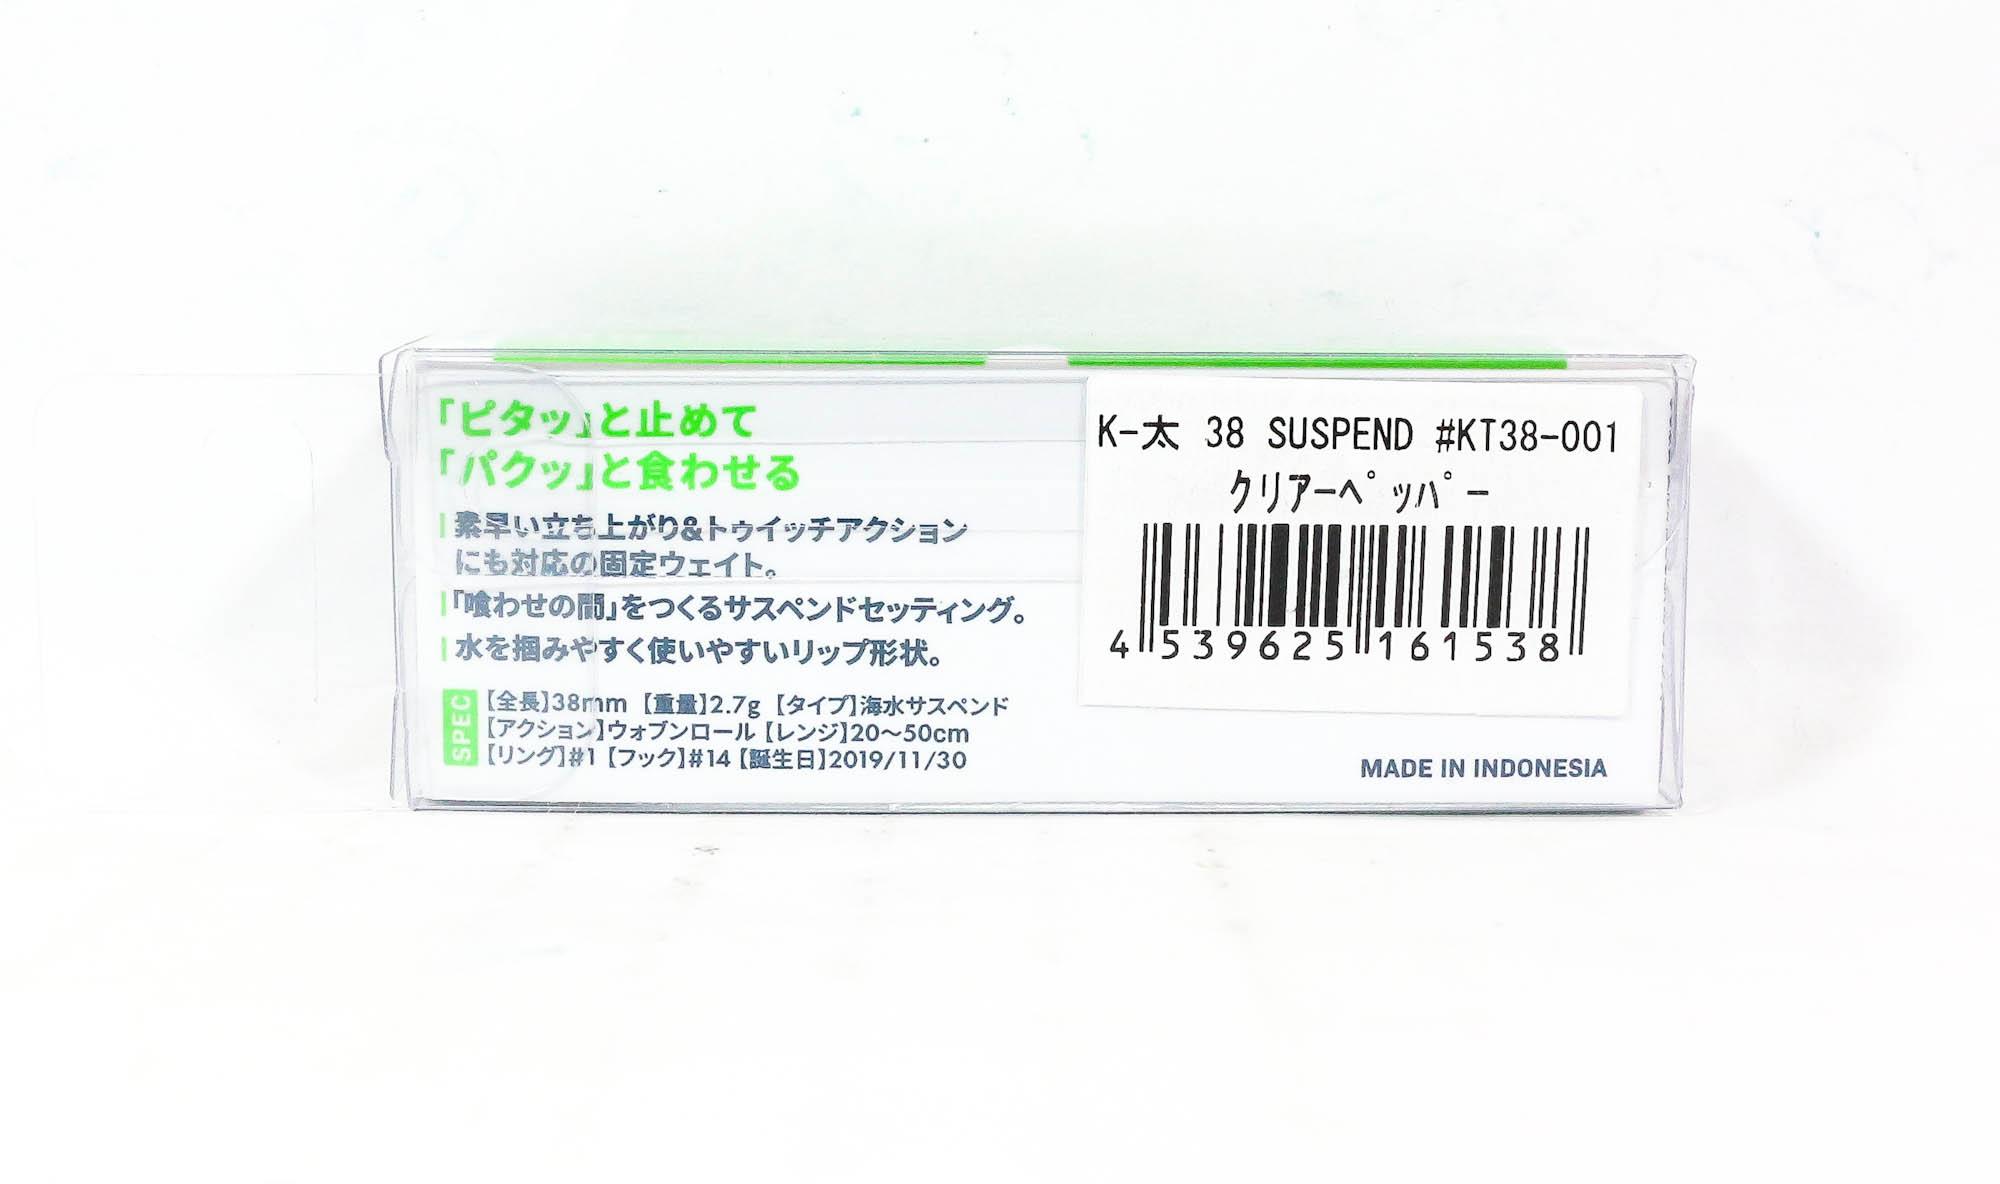 「ピタッ」と止めて
「パクッ」と食わせる
素早い立ち上がり&トゥイッチアクション
にも対応の固定ウェイト。
「喰わせの間」をつくるサスペンドセッティング。
水を掴みやすく使いやすいリップ形状。
SPEC
【全長】38mm 【重量】2.7g 【タイプ】海水サスペンド
【アクション】ウォブンロール 【レンジ】20〜50cm
【リング】#1 【フック】#14 【誕生日】2019/11/30
K-太 38 SUSPEND #KT38-001
クリアーペッパー
4539625161538
MADE IN INDONESIA